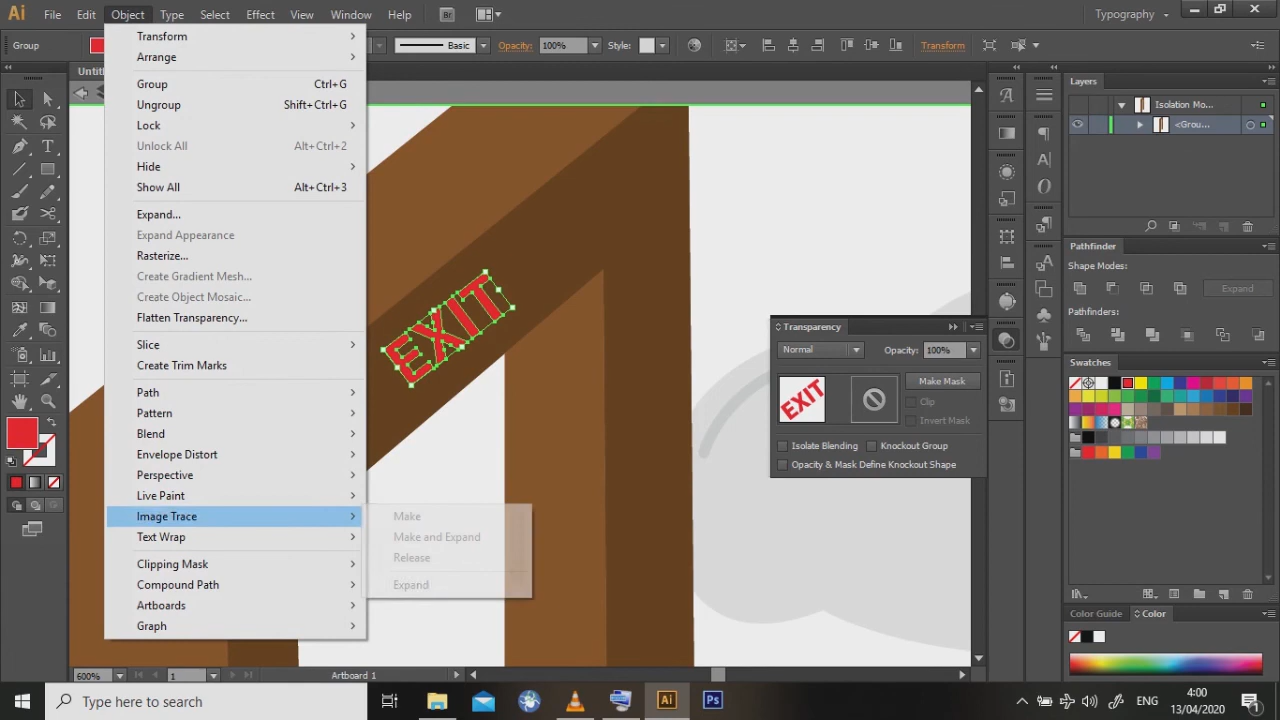 Ai File Edit Object Type Select Effect View Window Help Br Typography
Group Basic Opacity: 100% Style: Transform
Transform
Arrange
Group Ctrl+G
Ungroup Shift+Ctrl+G
Lock
Unlock All Alt+Ctrl+2
Hide
Show All Alt+Ctrl+3
Expand...
Expand Appearance
Rasterize...
Create Gradient Mesh...
Create Object Mosaic...
Flatten Transparency...
Slice
Create Trim Marks
Path
Pattern
Blend
Envelope Distort
Perspective
Live Paint
Image Trace
Text Wrap
Clipping Mask
Compound Path
Artboards
Graph
Make
Make and Expand
Release
Expand
EXIT
Transparency
Normal Opacity: 100%
EXIT
Make Mask
Clip
Invert Mask
Isolate Blending Knockout Group
Opacity & Mask Define Knockout Shape
Layers
Isolation Mo...
<Grou...
Pathfinder
Shape Modes:
Expand
Pathfinders:
Swatches
Color Guide Color
600% 1 Artboard 1
Type here to search
Ai Ps
ENG
4:00
13/04/2020